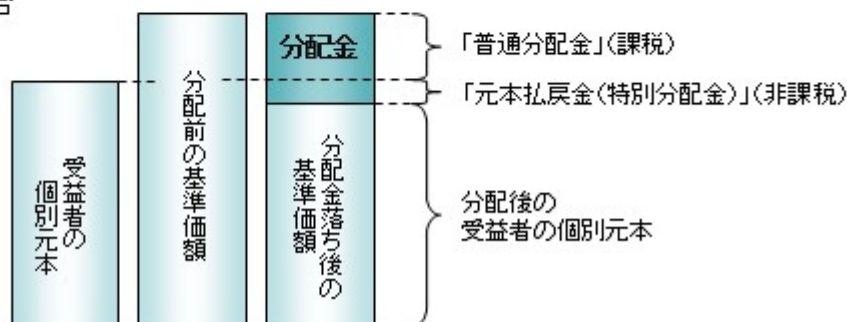 受益者の
個別元本
分配前の基準価額
分配金
分配金落ち後の
基準価額
「普通分配金」(課税)
「元本払戻金(特別分配金)」(非課税)
分配後の
受益者の個別元本